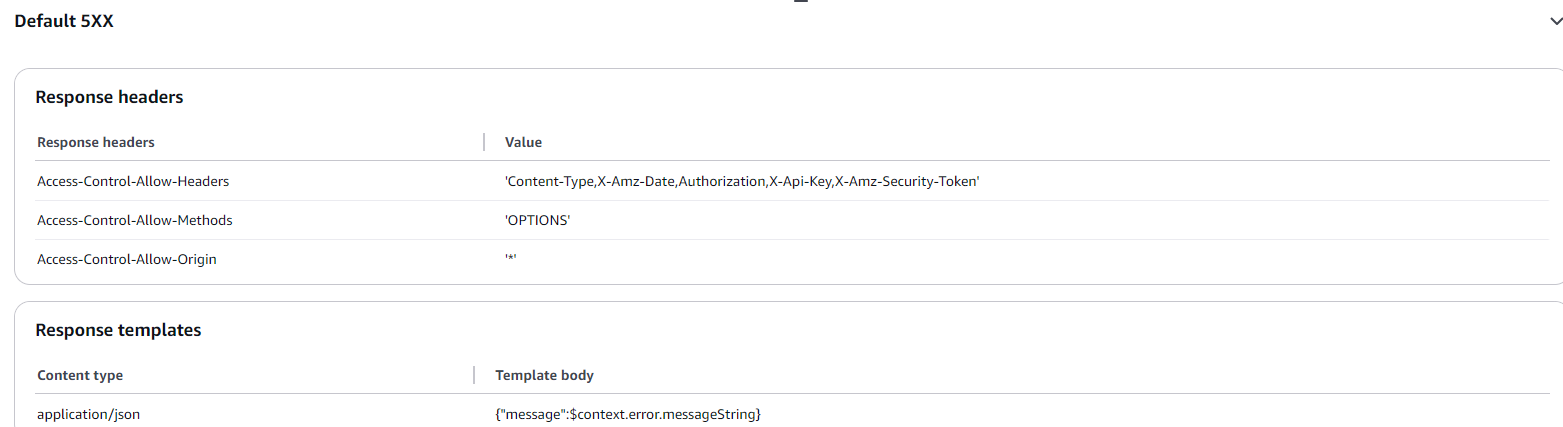 Default 5XX
Response headers
Response headers Value
Access-Control-Allow-Headers 'Content-Type,X-Amz-Date,Authorization,X-Api-Key,X-Amz-Security-Token'
Access-Control-Allow-Methods 'OPTIONS'
Access-Control-Allow-Origin '*'
Response templates
Content type Template body
application/json {"message":$context.error.messageString}